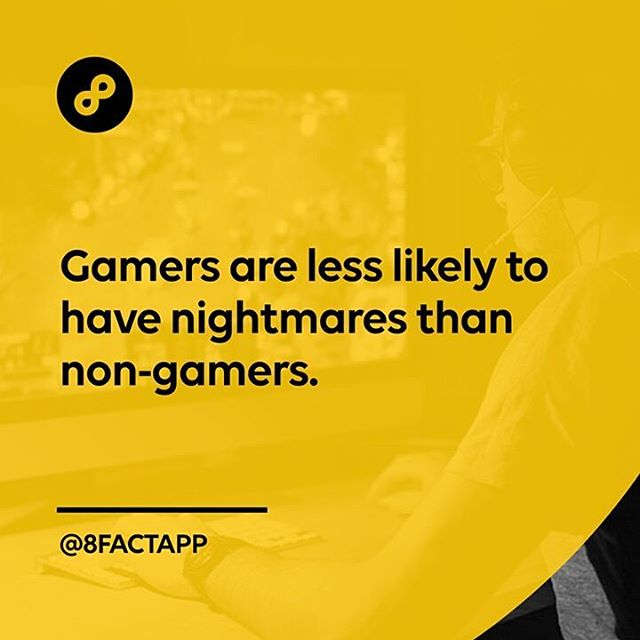 Gamers are less likely to
have nightmares than
non-gamers.
@8FACTAPP